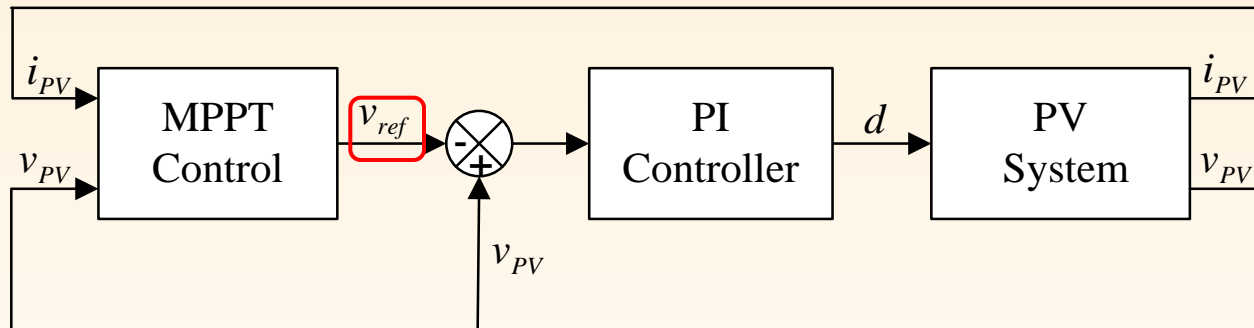 i_PV
v_PV
MPPT
Control
v_ref
-
+
v_PV
PI
Controller
d
PV
System
i_PV
v_PV